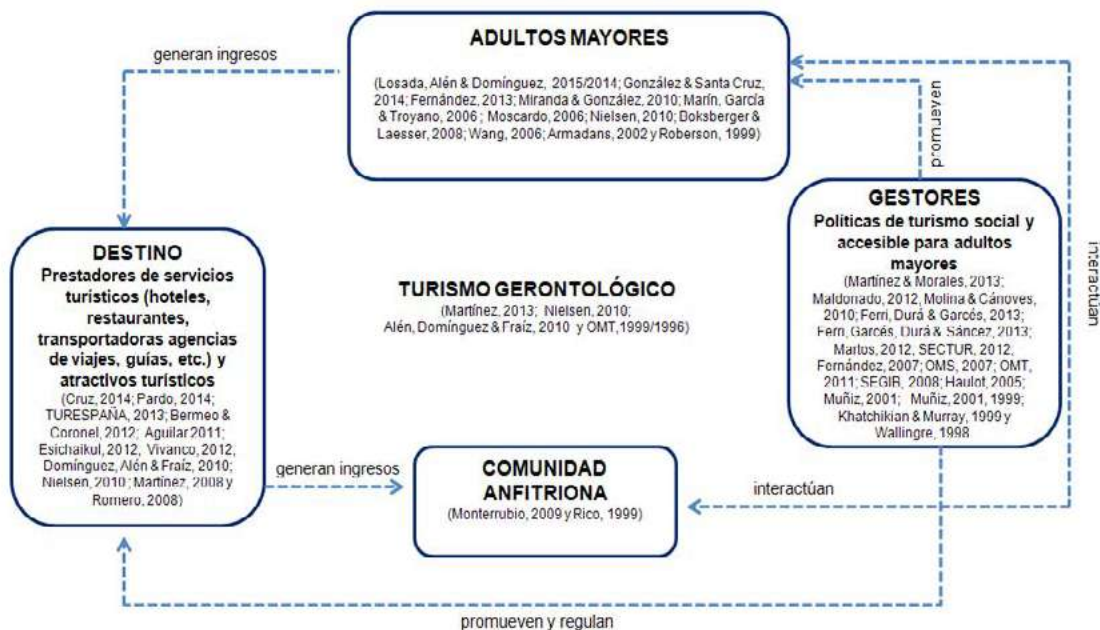 ADULTOS MAYORES
(Losada, Alén & Domínguez, 2015/2014; González & Santa Cruz,
2014; Fernández, 2013; Miranda & González, 2010; Marín, García
& Troyano, 2006 ; Moscardo, 2006; Nielsen, 2010; Boksberger &
Laesser, 2008; Wang, 2006; Armadans, 2002 y Roberson, 1999)
generan ingresos
promueven
interactúan
GESTORES
Políticas de turismo social y
accesible para adultos
mayores
(Martínez & Morales, 2013;
Maldonado, 2012, Molina & Cánoves,
2010; Ferri, Durá & Garcés, 2013;
Ferri, Garcés, Durá & Sáncez, 2013;
Martos, 2012, SECTUR, 2012,
Fernández, 2007; OMS, 2007; OMT,
2011; SEGIB, 2008; Haulot, 2005;
Muñiz, 2001; Muñiz, 2001, 1999;
Khatchikian & Murray, 1999 y
Wallingre, 1998
DESTINO
Prestadores de servicios
turísticos (hoteles,
restaurantes,
transportadoras agencias
de viajes, guías, etc.) y
atractivos turísticos
(Cruz, 2014; Pardo, 2014;
TURESPAÑA, 2013; Bermeo &
Coronel, 2012; Aguilar 2011;
Esichaikul, 2012, Vivanco, 2012,
Domínguez, Alén & Fraíz, 2010;
Nielsen, 2010; Martínez, 2008 y
Romero, 2008)
TURISMO GERONTOLÓGICO
(Martínez, 2013; Nielsen, 2010;
Alén, Domínguez & Fraíz, 2010 y OMT,1999/1996)
generan ingresos
COMUNIDAD
ANFITRIONA
(Monterrubio, 2009 y Rico, 1999)
interactúan
promueven y regulan